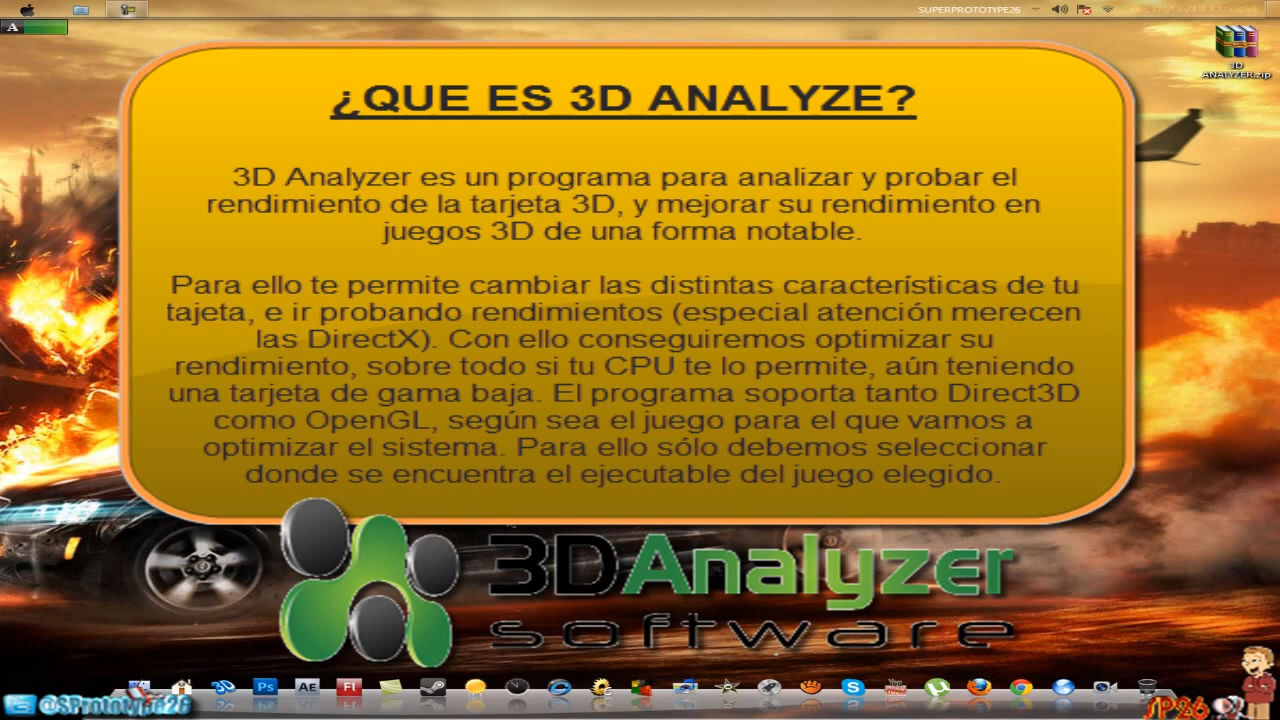 SUPERPROTOTYPE26
A
3D
ANALYZER.zip
¿QUE ES 3D ANALYZE?
3D Analyzer es un programa para analizar y probar el
rendimiento de la tarjeta 3D, y mejorar su rendimiento en
juegos 3D de una forma notable.
Para ello te permite cambiar las distintas características de tu
tajeta, e ir probando rendimientos (especial atención merecen
las DirectX). Con ello conseguiremos optimizar su
rendimiento, sobre todo si tu CPU te lo permite, aún teniendo
una tarjeta de gama baja. El programa soporta tanto Direct3D
como OpenGL, según sea el juego para el que vamos a
optimizar el sistema. Para ello sólo debemos seleccionar
donde se encuentra el ejecutable del juego elegido.
3DAnalyzer
software
Ps
AE
Fl
@SPrototype26
SP26